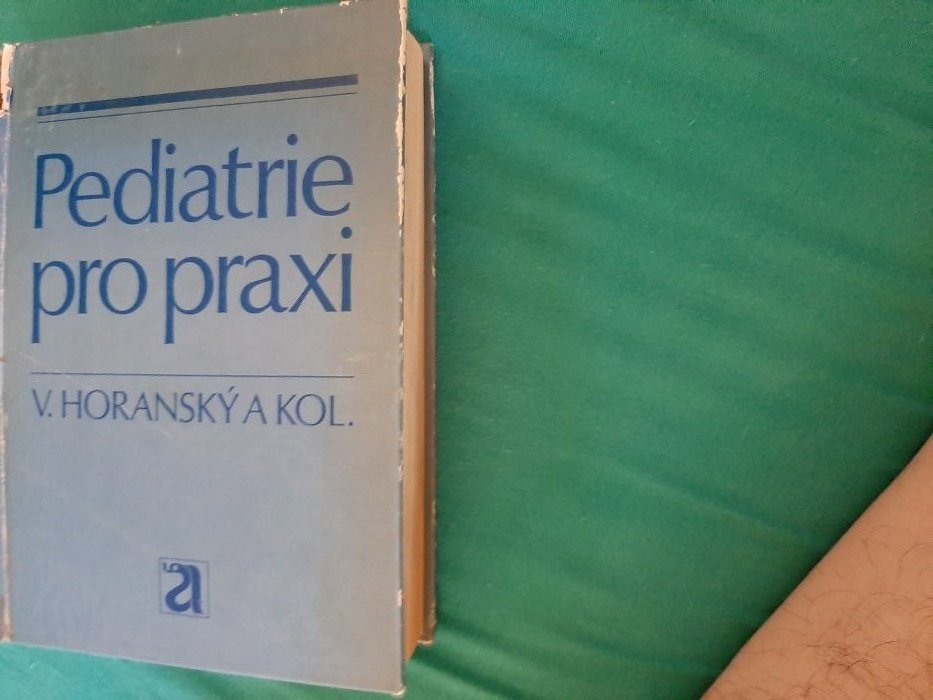 Pediatrie
pro praxi
V. HORANSKÝ A KOL.
a